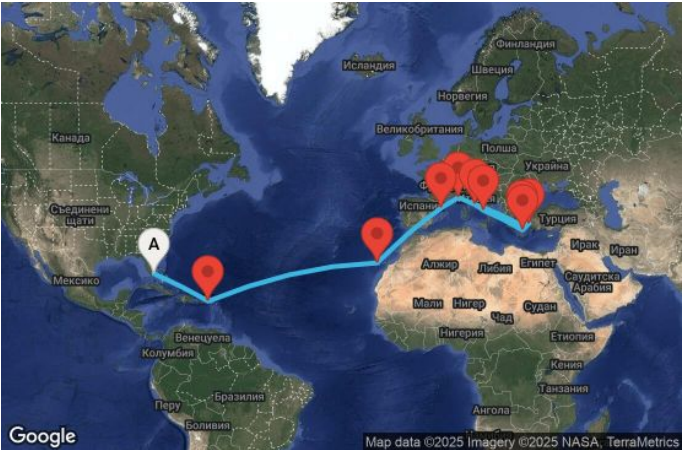 Финландия
Исландия
Швеция
Норвегия
Великобритания
Канада
Полша
Украйна
Испани
Съединени
щати
Турция
A
Ирак
Иран
Алжир
Либия
Египет
Мексико
Саудитска
Арабия
Мали
Нигер
Чад
Судан
Нигерия
Венецуела
Етиопия
Колумбия
Кения
Танзания
Бразилия
Перу
Ангола
Боливия
Google
Map data ©2025 Imagery ©2025 NASA, TerraMetrics